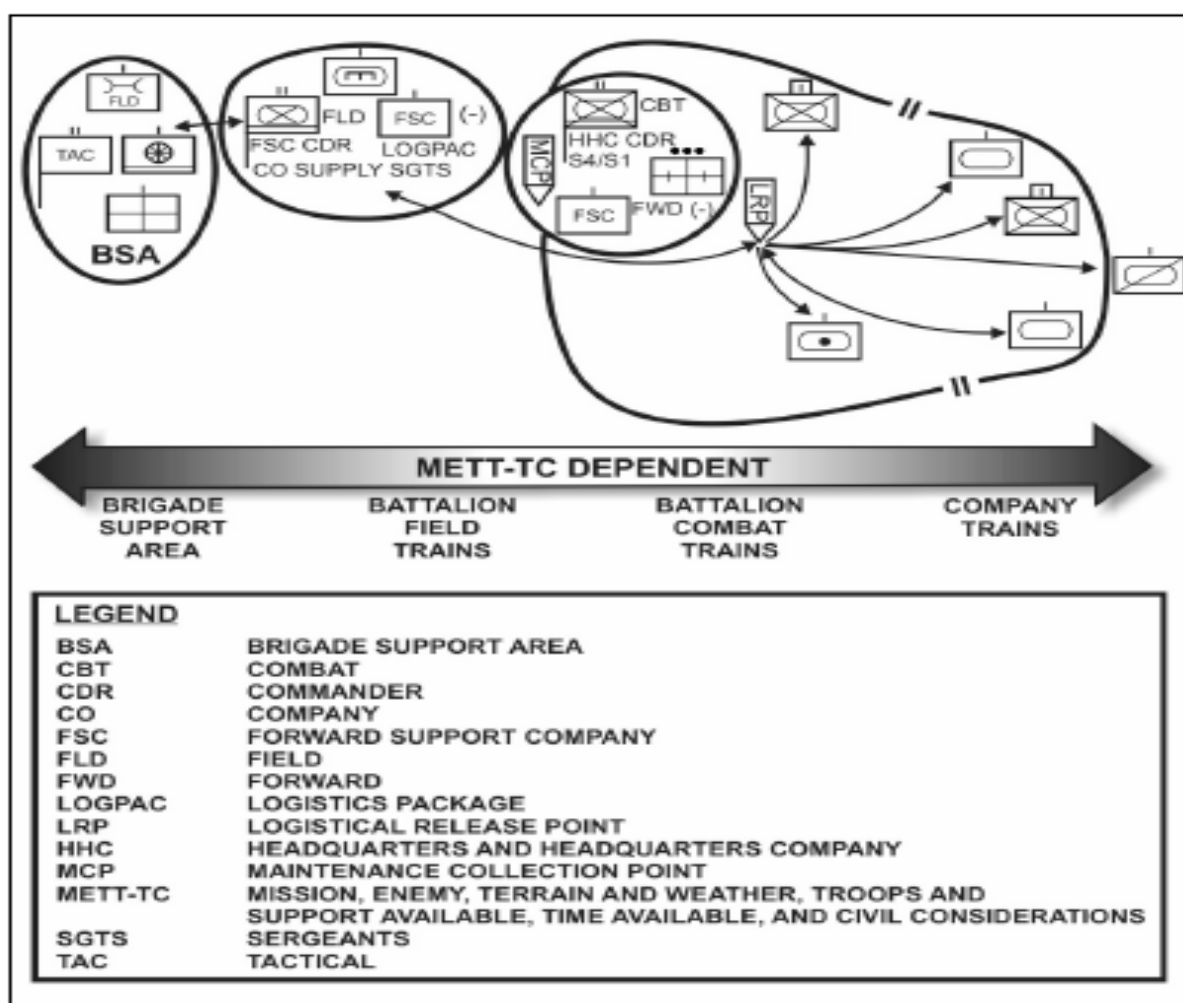 FLD
TAC
BSA
FLD
FSC
(-)
FSC CDR
LOGPAC
CO SUPPLY SGTS
MCP
CBT
HHC CDR
S4/S1
FSC
FWD (-)
LRP
METT-TC DEPENDENT
BRIGADE
SUPPORT
AREA
BATTALION
FIELD
TRAINS
BATTALION
COMBAT
TRAINS
COMPANY
TRAINS
LEGEND
BSA BRIGADE SUPPORT AREA
CBT COMBAT
CDR COMMANDER
CO COMPANY
FSC FORWARD SUPPORT COMPANY
FLD FIELD
FWD FORWARD
LOGPAC LOGISTICS PACKAGE
LRP LOGISTICAL RELEASE POINT
HHC HEADQUARTERS AND HEADQUARTERS COMPANY
MCP MAINTENANCE COLLECTION POINT
METT-TC MISSION, ENEMY, TERRAIN AND WEATHER, TROOPS AND
SUPPORT AVAILABLE, TIME AVAILABLE, AND CIVIL CONSIDERATIONS
SGTS SERGEANTS
TAC TACTICAL